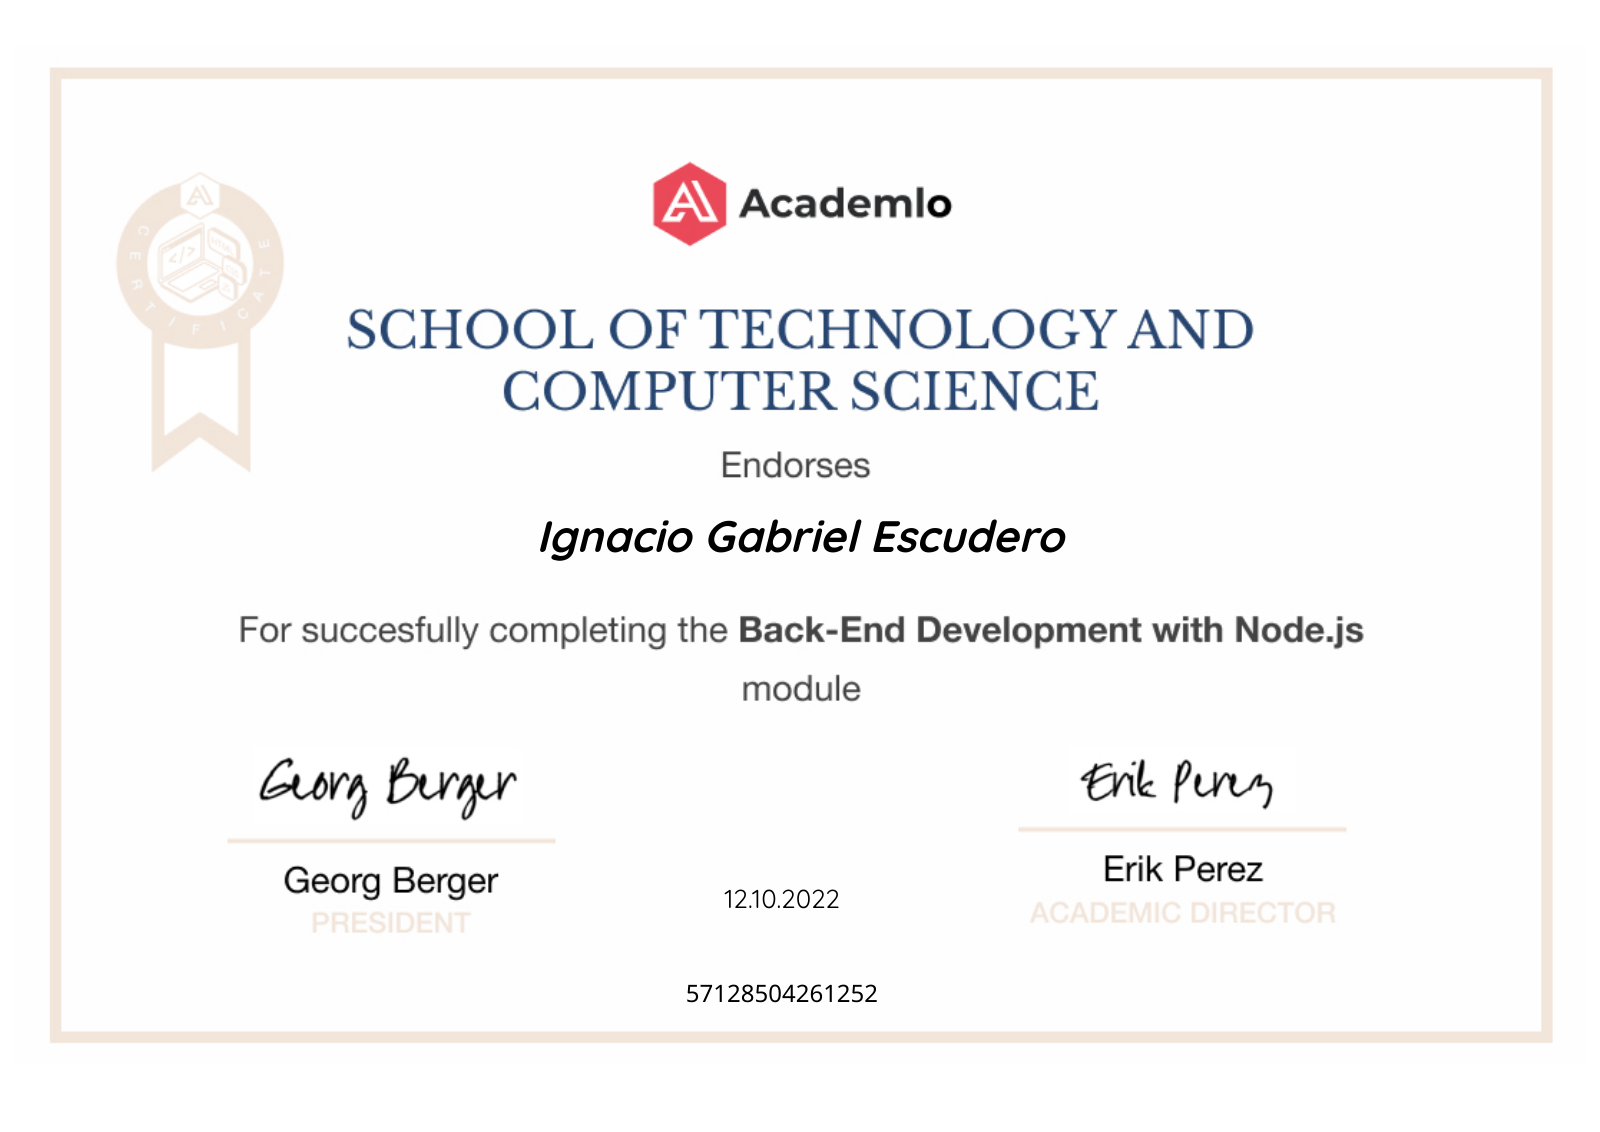 Academlo
CERTIFICATE
SCHOOL OF TECHNOLOGY AND
COMPUTER SCIENCE
Endorses
Ignacio Gabriel Escudero
For succesfully completing the Back-End Development with Node.js
module
Georg Berger
Erik Perez
Georg Berger
Erik Perez
PRESIDENT
12.10.2022
ACADEMIC DIRECTOR
57128504261252